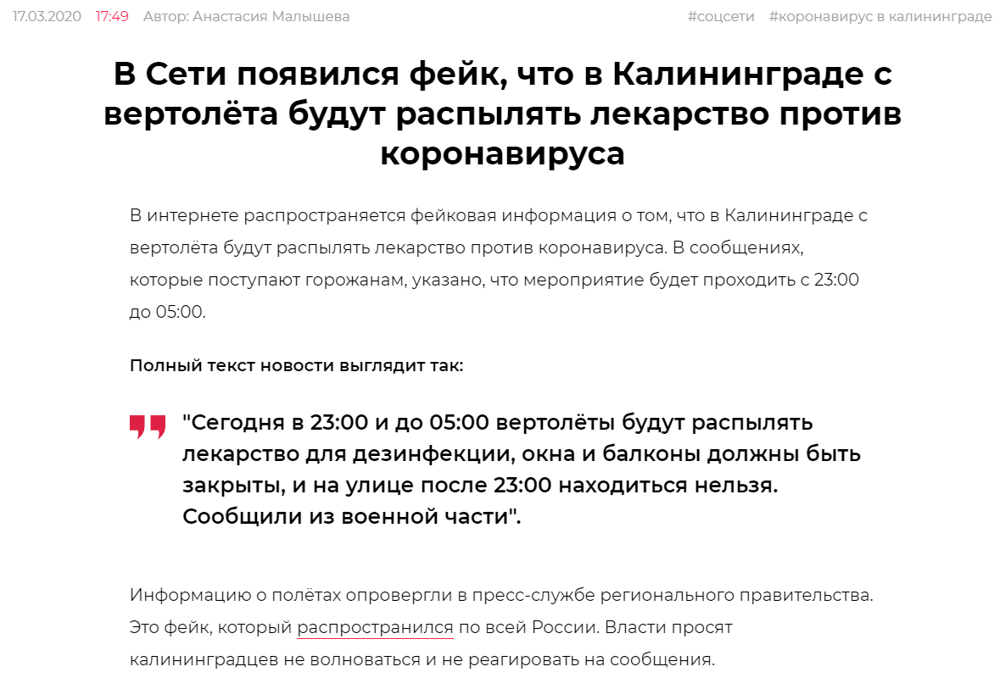 17.03.2020 17:49 Автор: Анастасия Малышева #соцсети #коронавирус в калининграде
В Сети появился фейк, что в Калининграде с
вертолёта будут распылять лекарство против
коронавируса
В интернете распространяется фейковая информация о том, что в Калининграде с
вертолёта будут распылять лекарство против коронавируса. В сообщениях,
которые поступают горожанам, указано, что мероприятие будет проходить с 23:00
до 05:00.
Полный текст новости выглядит так:
"Сегодня в 23:00 и до 05:00 вертолёты будут распылять
лекарство для дезинфекции, окна и балконы должны быть
закрыты, и на улице после 23:00 находиться нельзя.
Сообщили из военной части".
Информацию о полётах опровергли в пресс-службе регионального правительства.
Это фейк, который распространился по всей России. Власти просят
калининградцев не волноваться и не реагировать на сообщения.